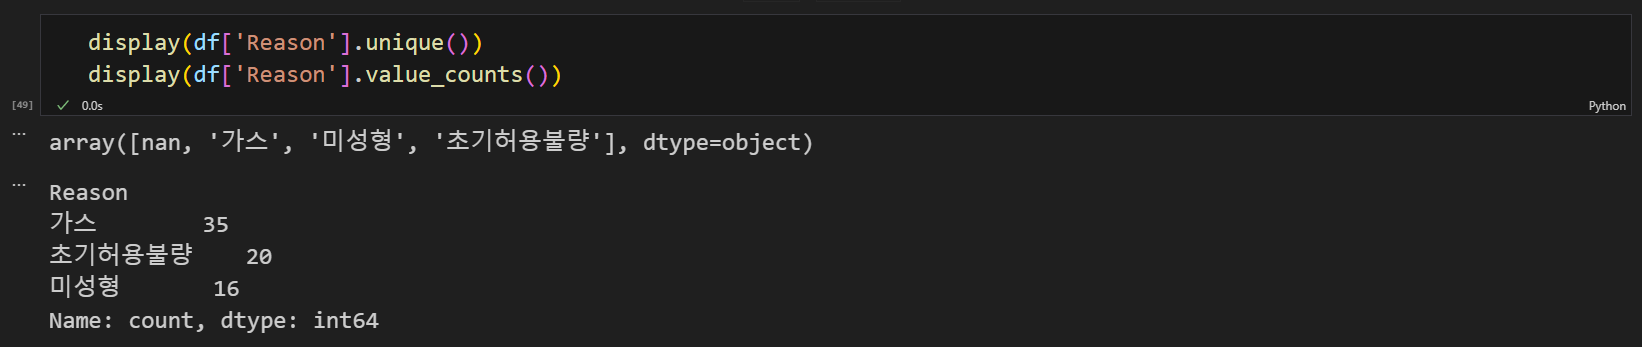 display(df['Reason'].unique())
display(df['Reason'].value_counts())
[49] ✓ 0.0s Python
... array([nan, '가스', '미성형', '초기허용불량'], dtype=object)
... Reason
가스 35
초기허용불량 20
미성형 16
Name: count, dtype: int64